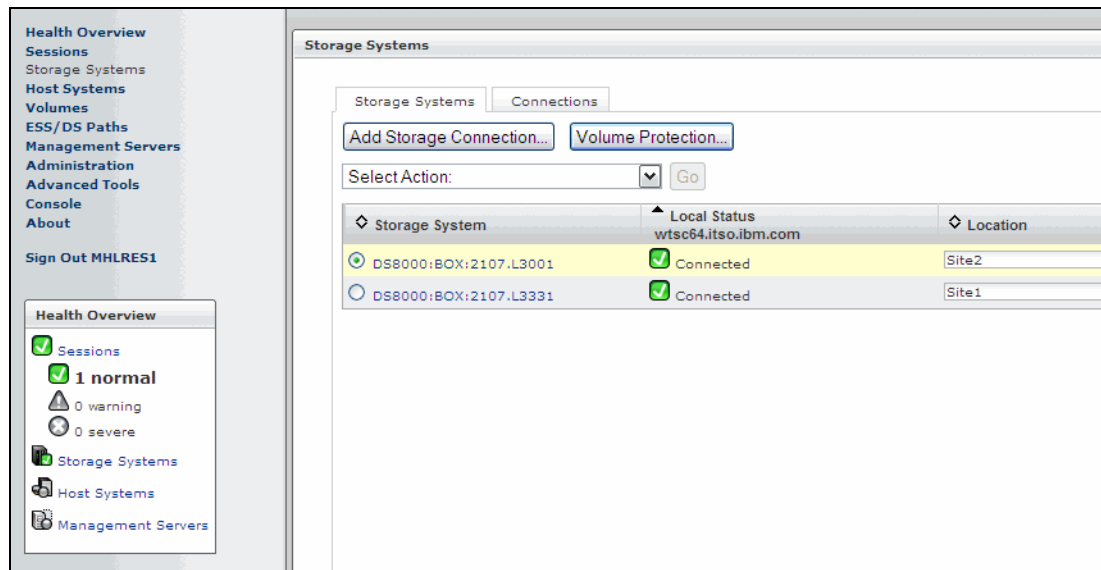 Health Overview
Sessions
Storage Systems
Host Systems
Volumes
ESS/DS Paths
Management Servers
Administration
Advanced Tools
Console
About
Sign Out MHLRES1
Health Overview
Sessions
1 normal
0 warning
0 severe
Storage Systems
Host Systems
Management Servers
Storage Systems
Storage Systems Connections
Add Storage Connection... Volume Protection...
Select Action: Go
Storage System Local Status wtsc64.itso.ibm.com Location
DS8000:BOX:2107.L3001 Connected Site2
DS8000:BOX:2107.L3331 Connected Site1